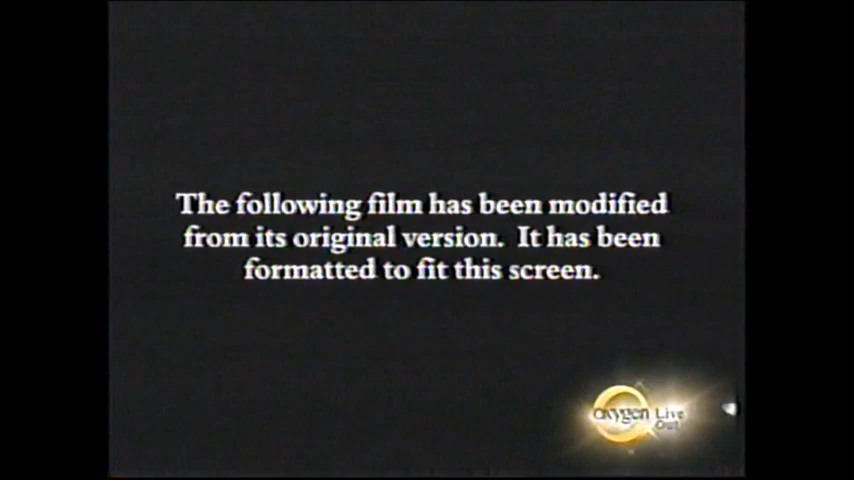 The following film has been modified
from its original version.  It has been
formatted to fit this screen.
oxygen Live
Out